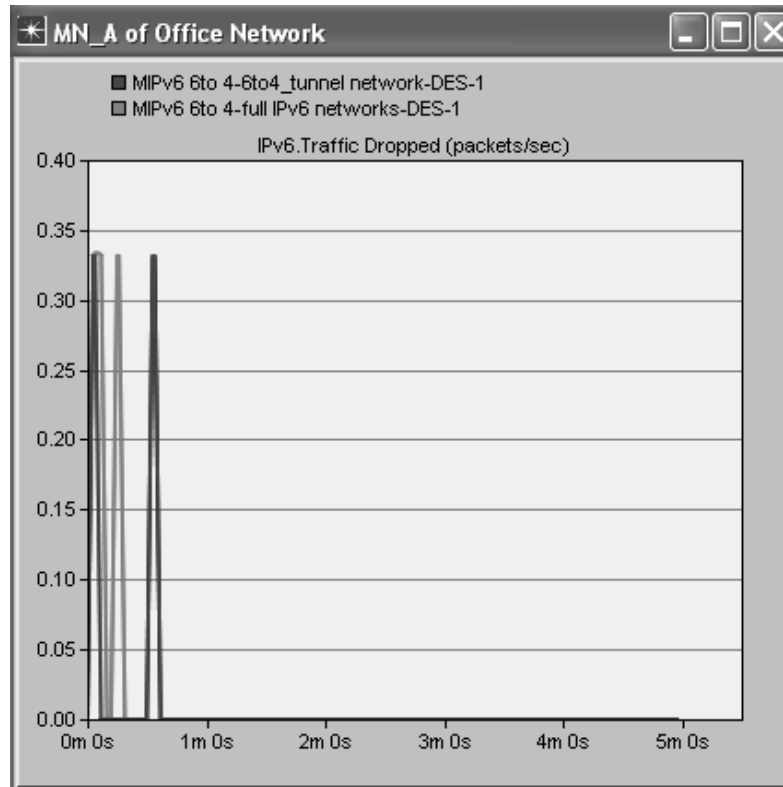 MN_A of Office Network
MIPv6 6to 4-6to4_tunnel network-DES-1
MIPv6 6to 4-full IPv6 networks-DES-1
IPv6.Traffic Dropped (packets/sec)
0.40
0.35
0.30
0.25
0.20
0.15
0.10
0.05
0.00
0m 0s 1m 0s 2m 0s 3m 0s 4m 0s 5m 0s